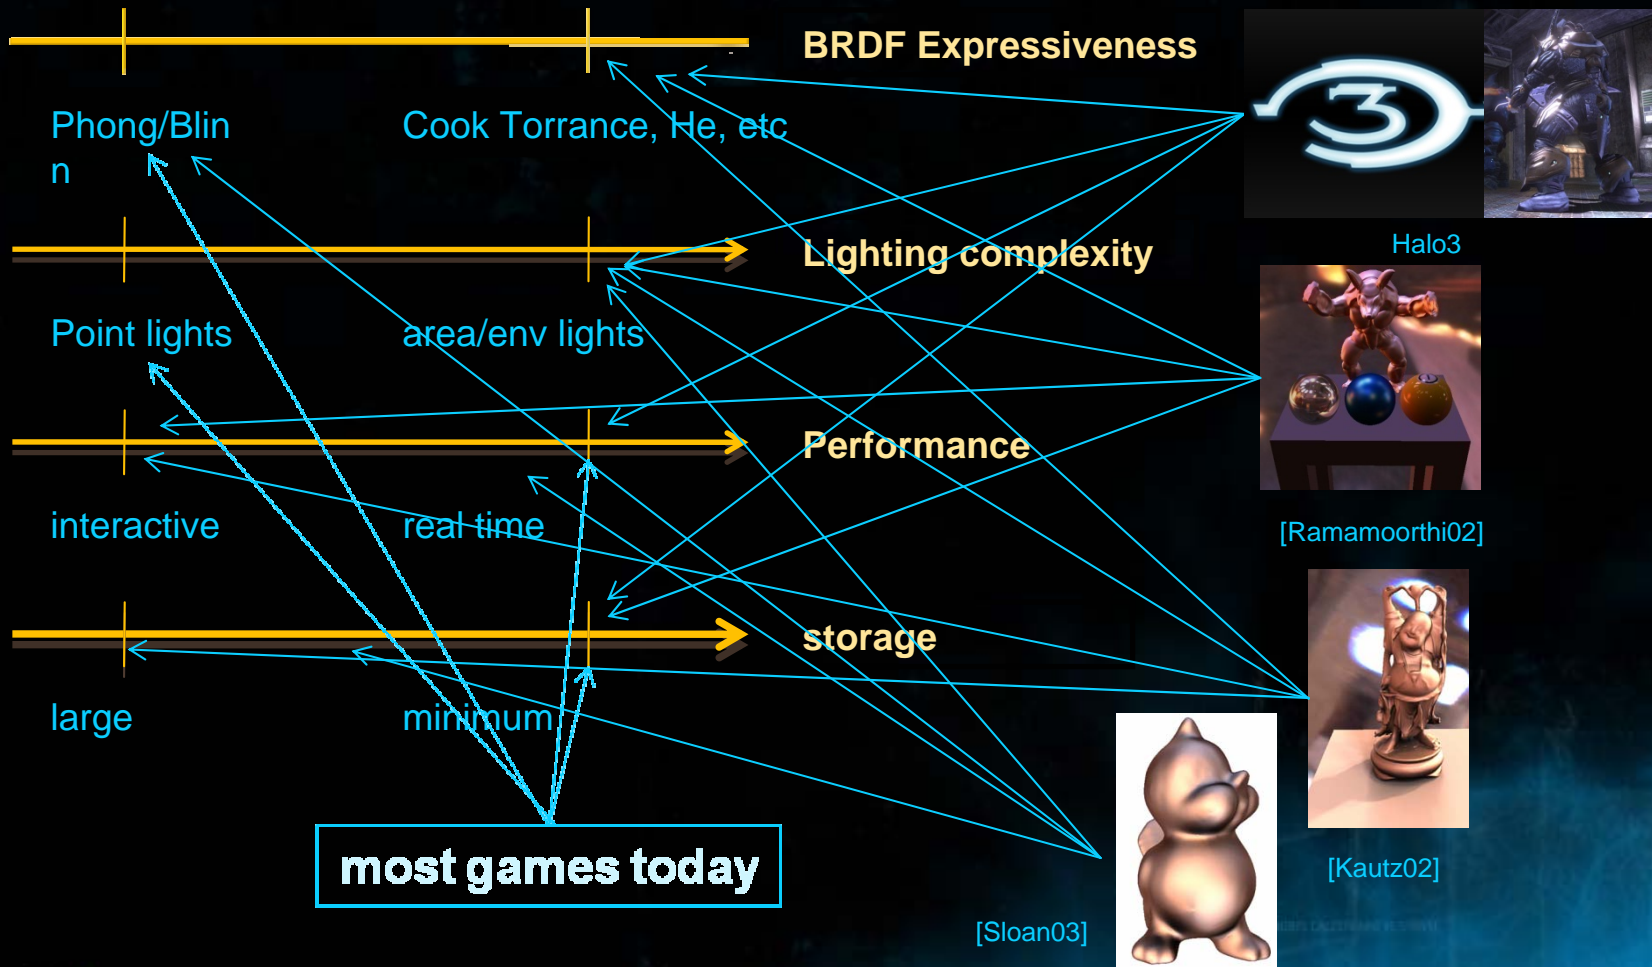 BRDF Expressiveness
Phong/Blin
n
Cook Torrance, He, etc
3
Halo3
Lighting complexity
Point lights
area/env lights
Performance
[Ramamoorthi02]
interactive
real time
storage
large
minimum
most games today
[Kautz02]
[Sloan03]